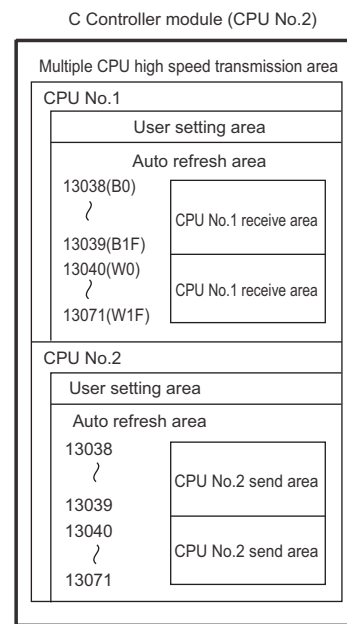 C Controller module (CPU No.2)
Multiple CPU high speed transmission area
CPU No.1
User setting area
Auto refresh area
13038(B0)
CPU No.1 receive area
13039(B1F)
13040(W0)
CPU No.1 receive area
13071(W1F)
CPU No.2
User setting area
Auto refresh area
13038
CPU No.2 send area
13039
13040
CPU No.2 send area
13071